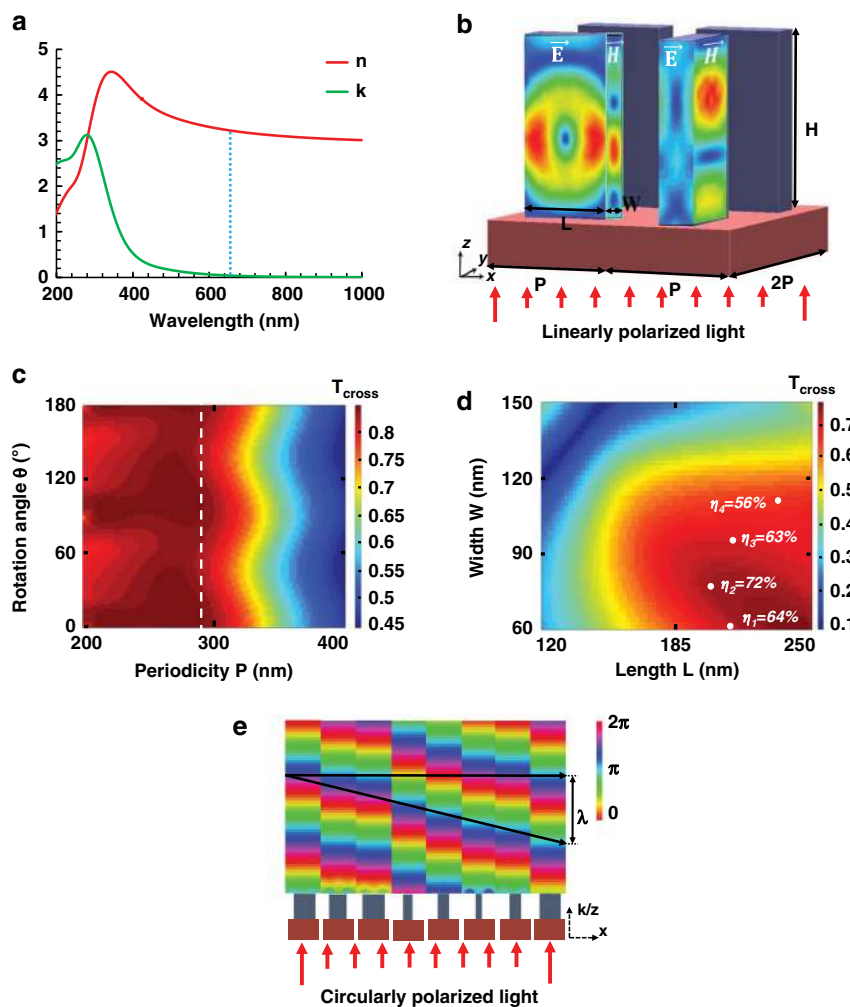 a
5
4
3
2
1
0
n
k
200 400 600 800 1000
Wavelength (nm)
b
E H E H
H
L W
z y x
P P 2P
Linearly polarized light
c
T_cross
180
120
60
0
Rotation angle θ (°)
200 300 400
Periodicity P (nm)
0.8
0.75
0.7
0.65
0.6
0.55
0.5
0.45
d
T_cross
150
120
90
60
Width W (nm)
120 185 250
Length L (nm)
η4=56%
η3=63%
η2=72%
η1=64%
0.7
0.6
0.5
0.4
0.3
0.2
0.1
e
2π
π
0
λ
k/z
x
Circularly polarized light